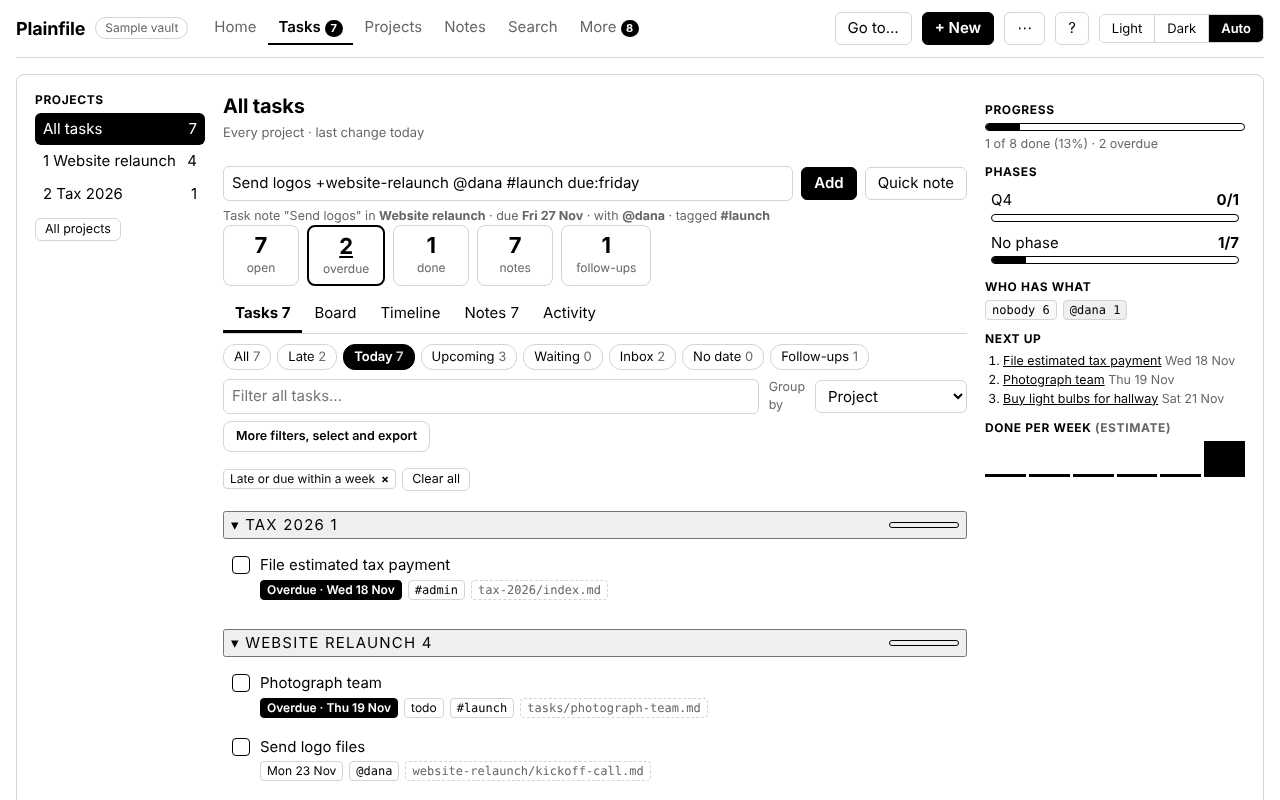 Plainfile Sample vault Home Tasks 7 Projects Notes Search More 8 Go to... + New ··· ? Light Dark Auto
PROJECTS
All tasks 7
1 Website relaunch 4
2 Tax 2026 1
All projects
All tasks
Every project · last change today
Send logos +website-relaunch @dana #launch due:friday Add Quick note
Task note "Send logos" in Website relaunch · due Fri 27 Nov · with @dana · tagged #launch
7 open
2 overdue
1 done
7 notes
1 follow-ups
Tasks 7 Board Timeline Notes 7 Activity
All 7 Late 2 Today 7 Upcoming 3 Waiting 0 Inbox 2 No date 0 Follow-ups 1
Filter all tasks... Group by Project
More filters, select and export
Late or due within a week × Clear all
▾ TAX 2026 1
File estimated tax payment
Overdue · Wed 18 Nov #admin tax-2026/index.md
▾ WEBSITE RELAUNCH 4
Photograph team
Overdue · Thu 19 Nov todo #launch tasks/photograph-team.md
Send logo files
Mon 23 Nov @dana website-relaunch/kickoff-call.md
PROGRESS
1 of 8 done (13%) · 2 overdue
PHASES
Q4 0/1
No phase 1/7
WHO HAS WHAT
nobody 6 @dana 1
NEXT UP
1. File estimated tax payment Wed 18 Nov
2. Photograph team Thu 19 Nov
3. Buy light bulbs for hallway Sat 21 Nov
DONE PER WEEK (ESTIMATE)